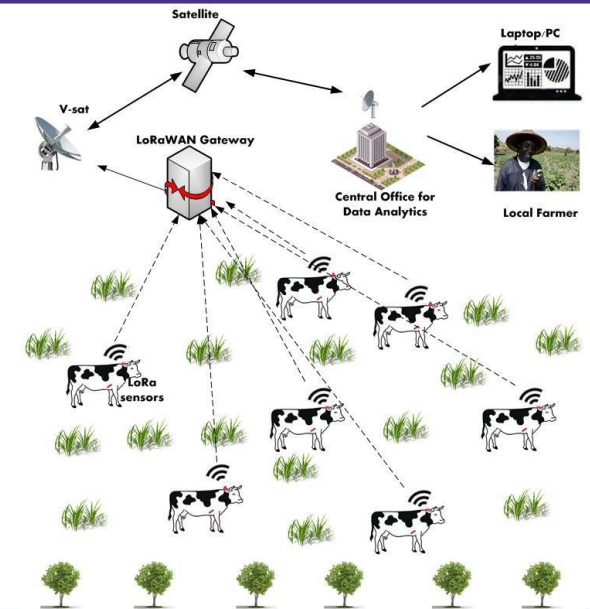 Satellite
Laptop/PC
V-sat
LoRaWAN Gateway
Central Office for
Data Analytics
Local Farmer
LoRa
sensors